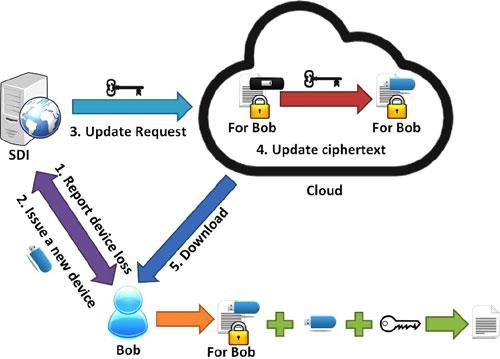 3. Update Request
SDI
For Bob
For Bob
4. Update ciphertext
Cloud
1. Report device loss
2. Issue a new
device
5. Download
Bob
For Bob